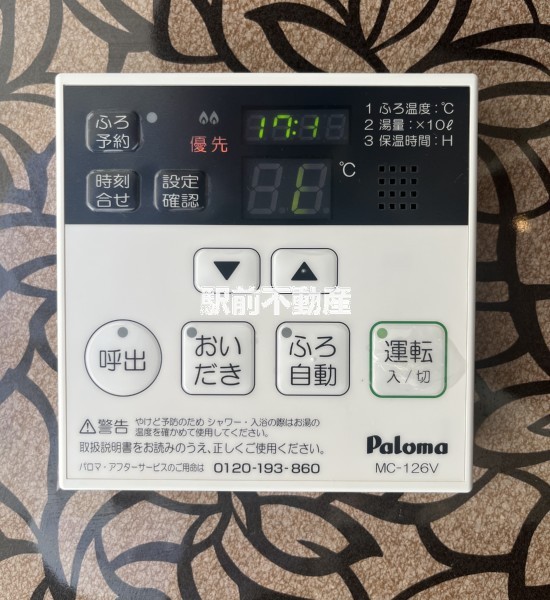 ふろ
予約
優先
17:1
1 ふろ温度:℃
2 湯量:×10ℓ
3 保温時間:H
時刻
合せ
設定
確認
℃
▼ ▲
駅前不動産
呼出
おい
だき
ふろ
自動
運転
入/切
⚠警告 やけど予防のため シャワー・入浴の際はお湯の
温度を確かめて使用してください。
取扱説明書をお読みのうえ、正しくご使用ください。
パロマ・アフターサービスのご用命は 0120-193-860
Paloma
MC-126V